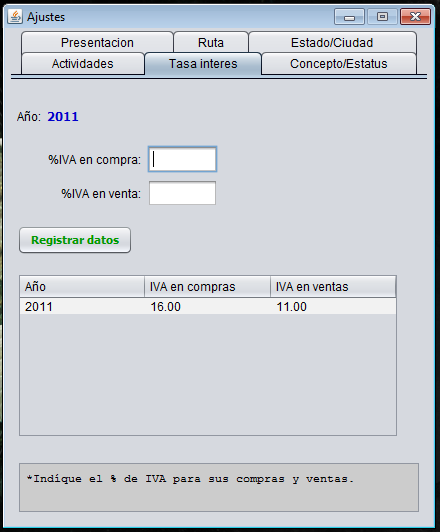 Ajustes
Presentacion Ruta Estado/Ciudad
Actividades Tasa interes Concepto/Estatus
Año: 2011
%IVA en compra:
%IVA en venta:
Registrar datos
Año IVA en compras IVA en ventas
2011 16.00 11.00
*Indíque el % de IVA para sus compras y ventas.